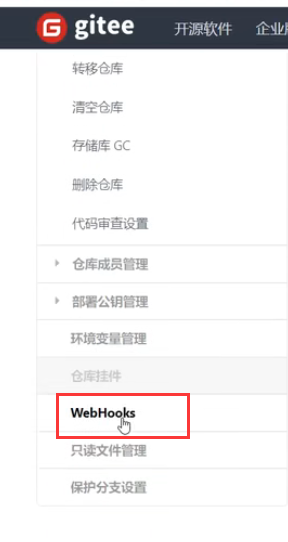 gitee 开源软件 企业
转移仓库
清空仓库
存储库 GC
删除仓库
代码审查设置
仓库成员管理
部署公钥管理
环境变量管理
仓库挂件
WebHooks
只读文件管理
保护分支设置